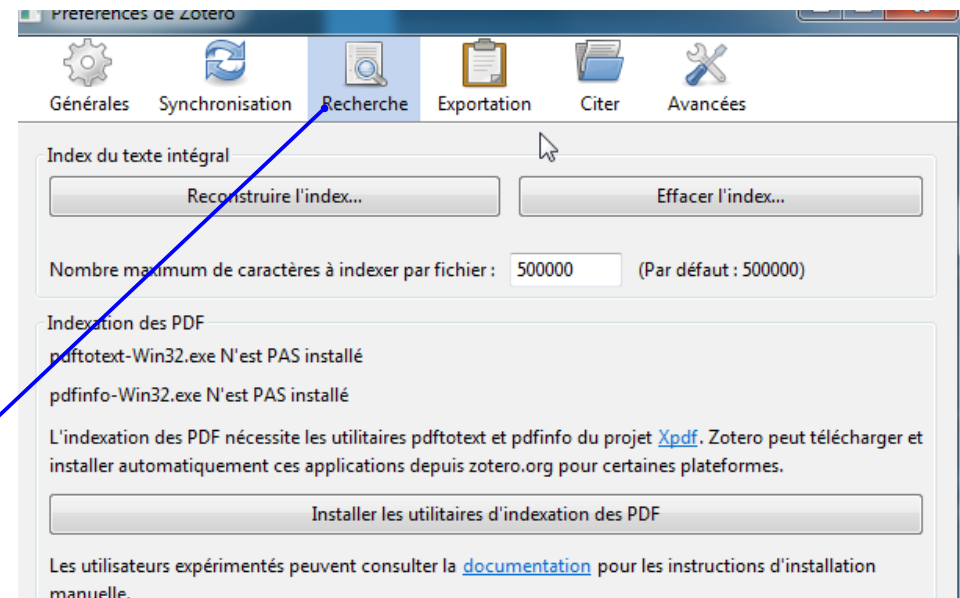 Préférences de Zotero
Générales Synchronisation Recherche Exportation Citer Avancées
Index du texte intégral
Reconstruire l'index... Effacer l'index...
Nombre maximum de caractères à indexer par fichier : 500000 (Par défaut : 500000)
Indexation des PDF
pdftotext-Win32.exe N'est PAS installé
pdfinfo-Win32.exe N'est PAS installé
L'indexation des PDF nécessite les utilitaires pdftotext et pdfinfo du projet Xpdf. Zotero peut télécharger et
installer automatiquement ces applications depuis zotero.org pour certaines plateformes.
Installer les utilitaires d'indexation des PDF
Les utilisateurs expérimentés peuvent consulter la documentation pour les instructions d'installation
manuelle.